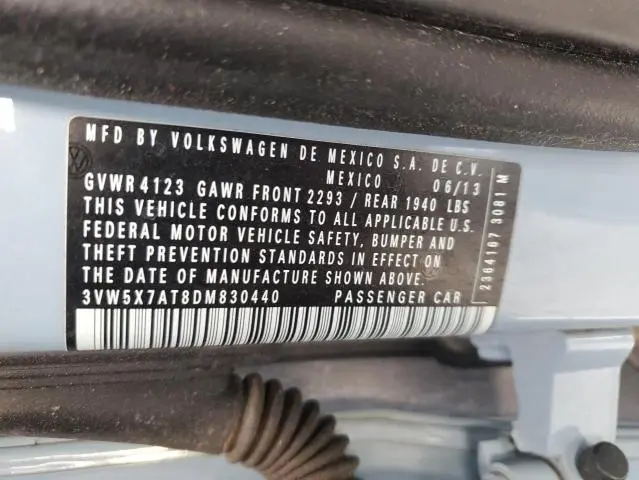 MFD BY VOLKSWAGEN DE MEXICO S.A. DE C.V.
MEXICO 06/13
GVWR 4123 GAWR FRONT 2293 / REAR 1940 LBS
THIS VEHICLE CONFORMS TO ALL APPLICABLE U.S.
FEDERAL MOTOR VEHICLE SAFETY, BUMPER AND
THEFT PREVENTION STANDARDS IN EFFECT ON
THE DATE OF MANUFACTURE SHOWN ABOVE.
3VW5X7AT8DM830440 PASSENGER CAR
2364107 3081 M